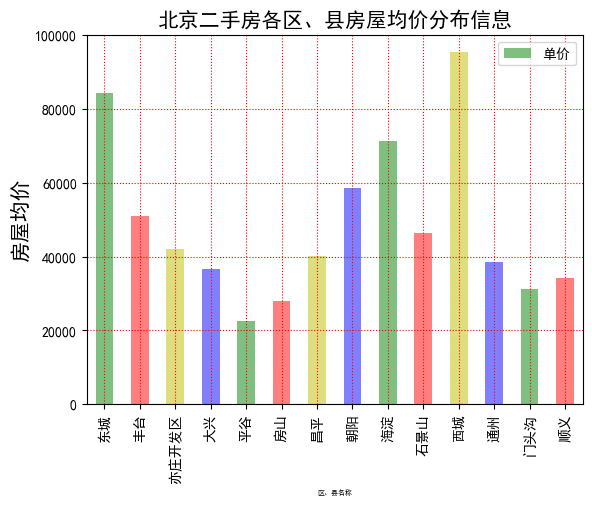 北京二手房各区、县房屋均价分布信息
单价
房屋均价
100000
80000
60000
40000
20000
0
东城
丰台
亦庄开发区
大兴
平谷
房山
昌平
朝阳
海淀
石景山
西城
通州
门头沟
顺义
区、县名称